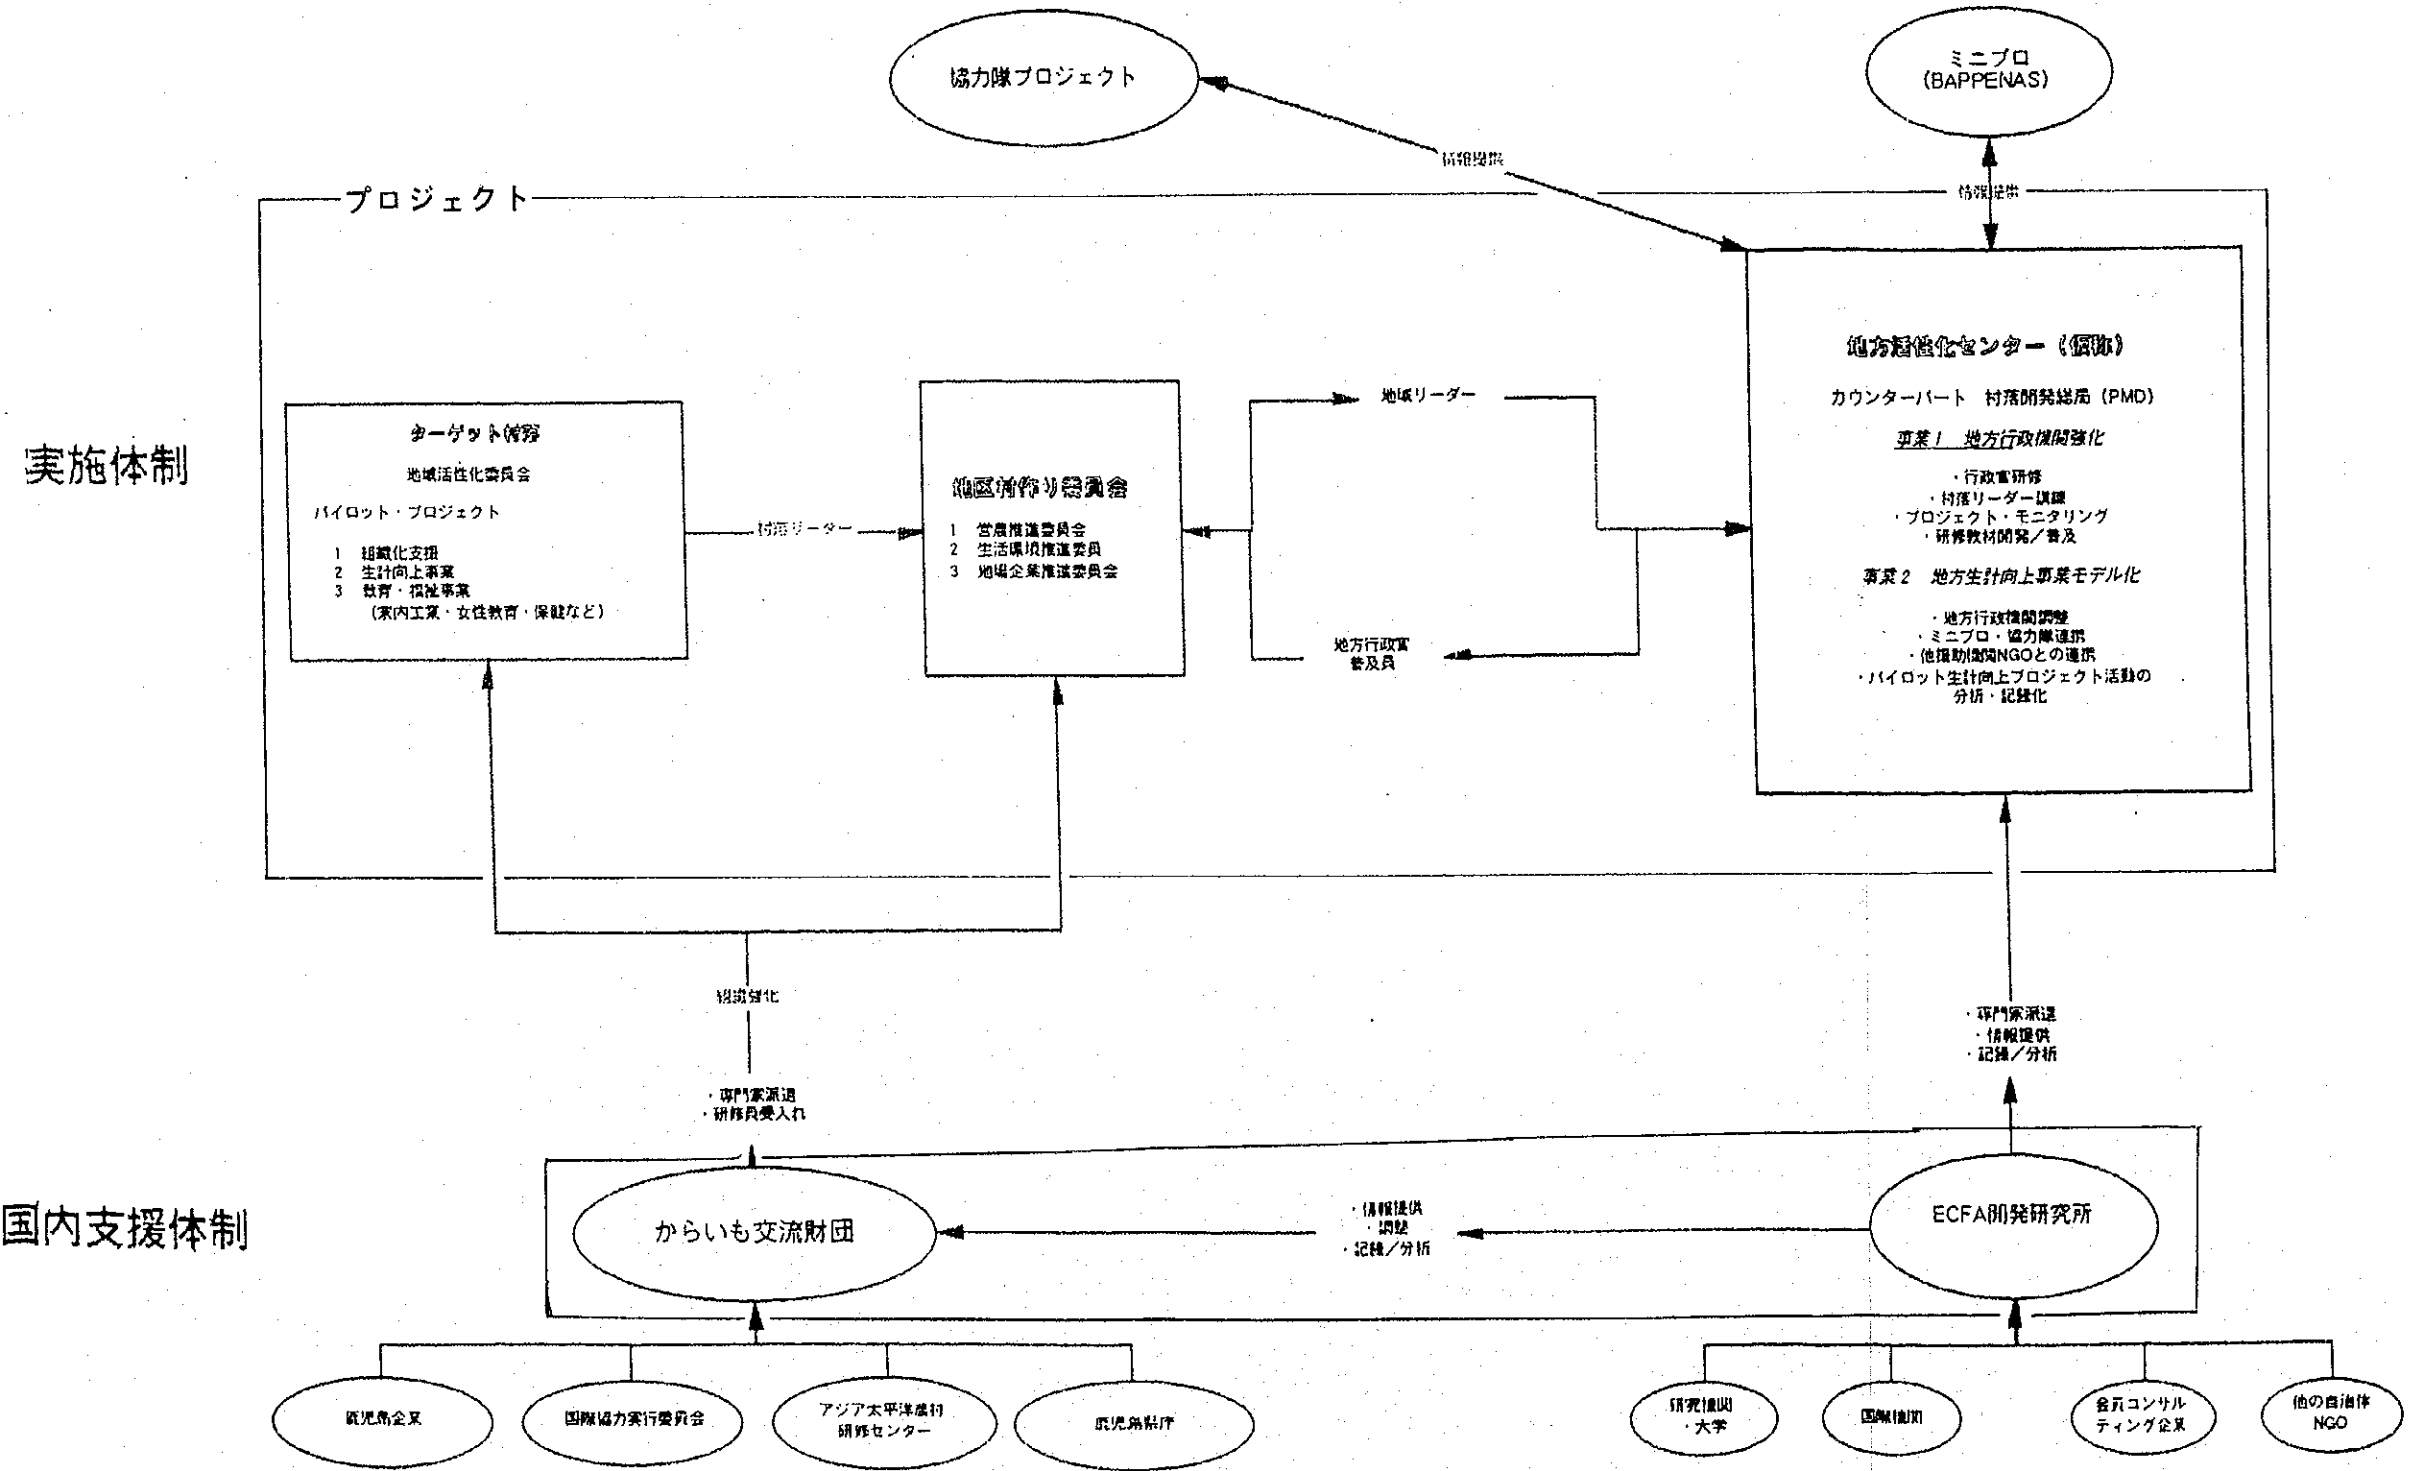 協力隊プロジェクト
ミニプロ
(BAPPENAS)
情報提供
情報提供
プロジェクト
実施体制
ターゲット村落
地域活性化委員会
パイロット・プロジェクト
1 組織化支援
2 生計向上事業
3 教育・福祉事業
(家内工業・女性教育・保健など)
村落リーダー
地区村作り委員会
1 営農推進委員会
2 生活環境推進委員
3 地場企業推進委員会
地域リーダー
地方行政官
普及員
地方活性化センター(仮称)
カウンターパート 村落開発総局(PMD)
事業1 地方行政機関強化
・行政官研修
・村落リーダー訓練
・プロジェクト・モニタリング
・研修教材開発/普及
事業2 地方生計向上事業モデル化
・地方行政機関調整
・ミニプロ・協力隊連携
・他援助機関NGOとの連携
・パイロット生計向上プロジェクト活動の
分析・記録化
組織強化
・専門家派遣
・研修員受入れ
・専門家派遣
・情報提供
・記録/分析
国内支援体制
からいも交流財団
・情報提供
・調整
・記録/分析
ECFA開発研究所
鹿児島企業
国際協力実行委員会
アジア太平洋農村
研修センター
鹿児島県庁
研究機関
・大学
国際機関
会員コンサル
ティング企業
他の自治体
NGO